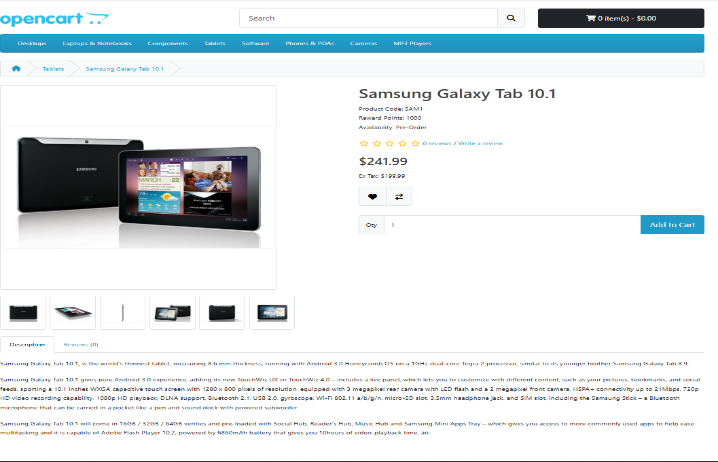 opencart
Search
0 item(s) - $0.00
Desktops Laptops & Notebooks Components Tablets Software Phones & PDAs Cameras MP3 Players
Tablets Samsung Galaxy Tab 10.1
Samsung Galaxy Tab 10.1
Product Code: SAM1
Reward Points: 1000
Availability: Pre-Order
0 reviews / Write a review
$241.99
Ex Tax: $199.99
Qty 1 Add to Cart
SAMSUNG
MARCH 22
Description Reviews (0)
Samsung Galaxy Tab 10.1, is the world's thinnest tablet, measuring 8.6 mm thickness, running with Android 3.0 Honeycomb OS on a 1GHz dual-core Tegra 2 processor, similar to its younger brother Samsung Galaxy Tab 8.9.
Samsung Galaxy Tab 10.1 gives pure Android 3.0 experience, adding its new TouchWiz UX or TouchWiz 4.0 – includes a live panel, which lets you to customize with different content, such as your pictures, bookmarks, and social
feeds, sporting a 10.1 inches WXGA capacitive touch screen with 1280 x 800 pixels of resolution, equipped with 3 megapixel rear camera with LED flash and a 2 megapixel front camera, HSPA+ connectivity up to 21Mbps, 720p
HD video recording capability, 1080p HD playback, DLNA support, Bluetooth 2.1, USB 2.0, gyroscope, Wi-Fi 802.11 a/b/g/n, micro-SD slot, 3.5mm headphone jack, and SIM slot, including the Samsung Stick – a Bluetooth
microphone that can be carried in a pocket like a pen and sound dock with powered subwoofer.
Samsung Galaxy Tab 10.1 will come in 16GB / 32GB / 64GB verities and pre-loaded with Social Hub, Reader's Hub, Music Hub and Samsung Mini Apps Tray – which gives you access to more commonly used apps to help ease
multitasking and it is capable of Adobe Flash Player 10.2, powered by 6860mAh battery that gives you 10hours of video-playback time. äö